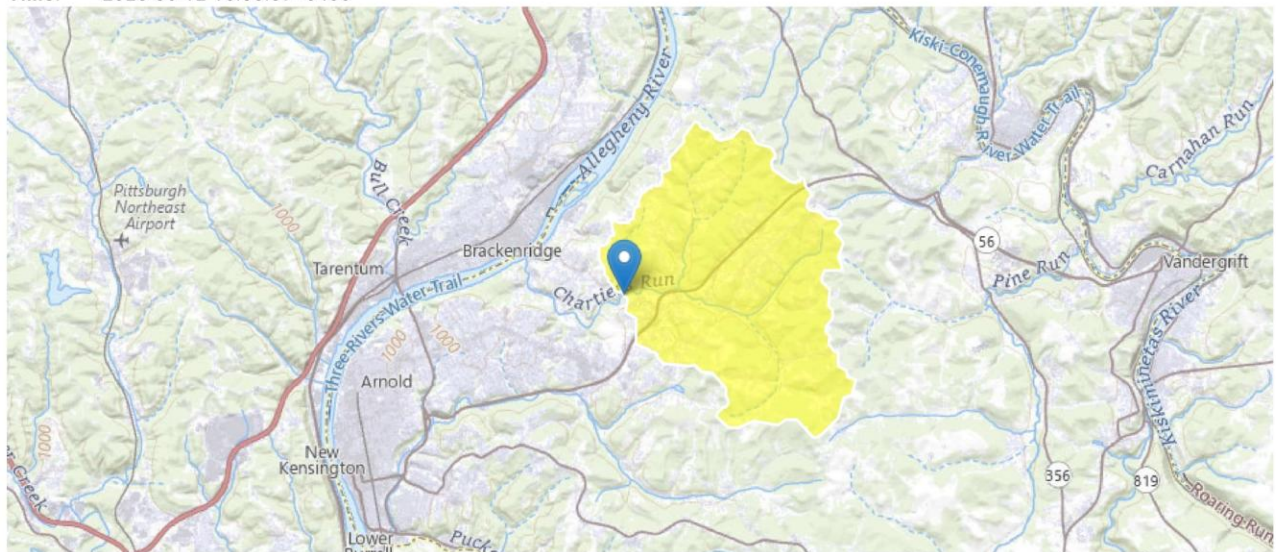 Kiski-Conemaugh River Water Trail
Allegheny River
Carnahan Run
Bull Creek
Pittsburgh
Northeast
Airport
1000
Brackenridge
56
Tarentum
Pine Run
Vandergrift
Run
Three Rivers Water Trail
1000
1000
Arnold
Kiskiminetas River
New
Kensington
1000
Creek
356
819
Roaring Run
Lower